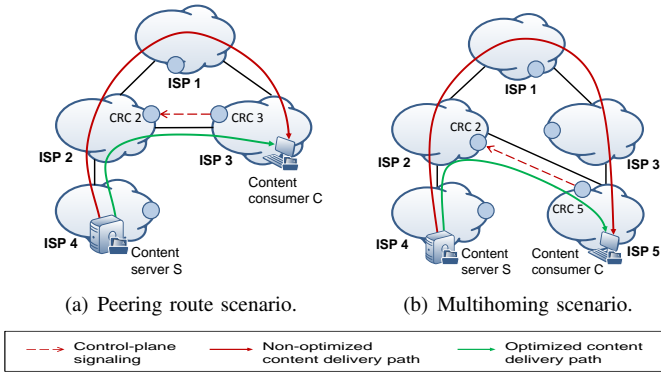 ISP 1
CRC 2
CRC 3
ISP 2
ISP 3
Content
consumer C
ISP 4
Content
server S
(a) Peering route scenario.
ISP 1
CRC 2
ISP 2
ISP 3
CRC 5
ISP 4
Content
server S
Content
consumer C
ISP 5
(b) Multihoming scenario.
Control-plane
signaling
Non-optimized
content delivery path
Optimized content
delivery path